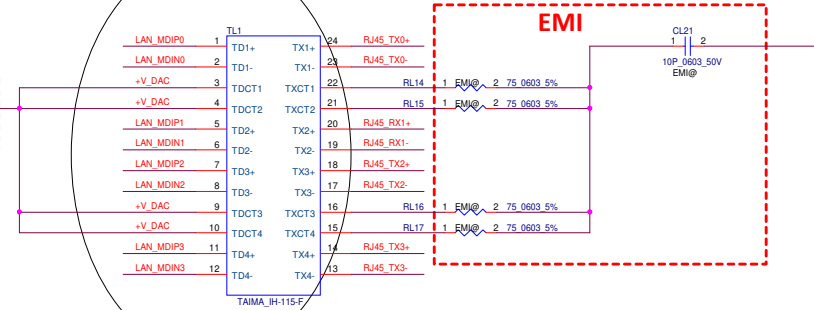 EMI
TL1
CL21
LAN_MDIP0 1 TD1+ TX1+ 24 RJ45_TX0+
1 2
LAN_MDIN0 2 TD1- TX1- 23 RJ45_TX0-
10P_0603_50V
EMI@
+V_DAC 3 TDCT1 TXCT1 22 RL14 1 EMI@ 2 75_0603_5%
+V_DAC 4 TDCT2 TXCT2 21 RL15 1 EMI@ 2 75_0603_5%
LAN_MDIP1 5 TD2+ TX2+ 20 RJ45_RX1+
LAN_MDIN1 6 TD2- TX2- 19 RJ45_RX1-
LAN_MDIP2 7 TD3+ TX3+ 18 RJ45_TX2+
LAN_MDIN2 8 TD3- TX3- 17 RJ45_TX2-
+V_DAC 9 TDCT3 TXCT3 16 RL16 1 EMI@ 2 75_0603_5%
+V_DAC 10 TDCT4 TXCT4 15 RL17 1 EMI@ 2 75_0603_5%
LAN_MDIP3 11 TD4+ TX4+ 14 RJ45_TX3+
LAN_MDIN3 12 TD4- TX4- 13 RJ45_TX3-
TAIMA_IH-115-F